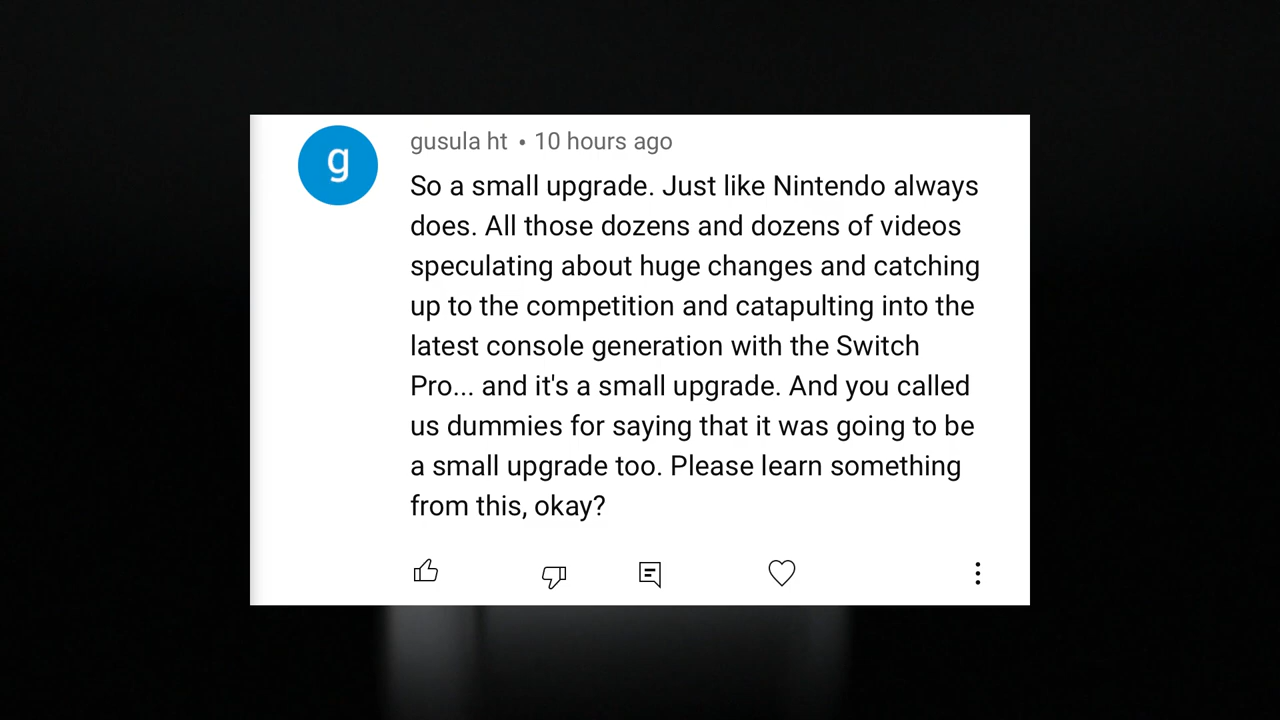 g
gusula ht • 10 hours ago
So a small upgrade. Just like Nintendo always
does. All those dozens and dozens of videos
speculating about huge changes and catching
up to the competition and catapulting into the
latest console generation with the Switch
Pro... and it's a small upgrade. And you called
us dummies for saying that it was going to be
a small upgrade too. Please learn something
from this, okay?